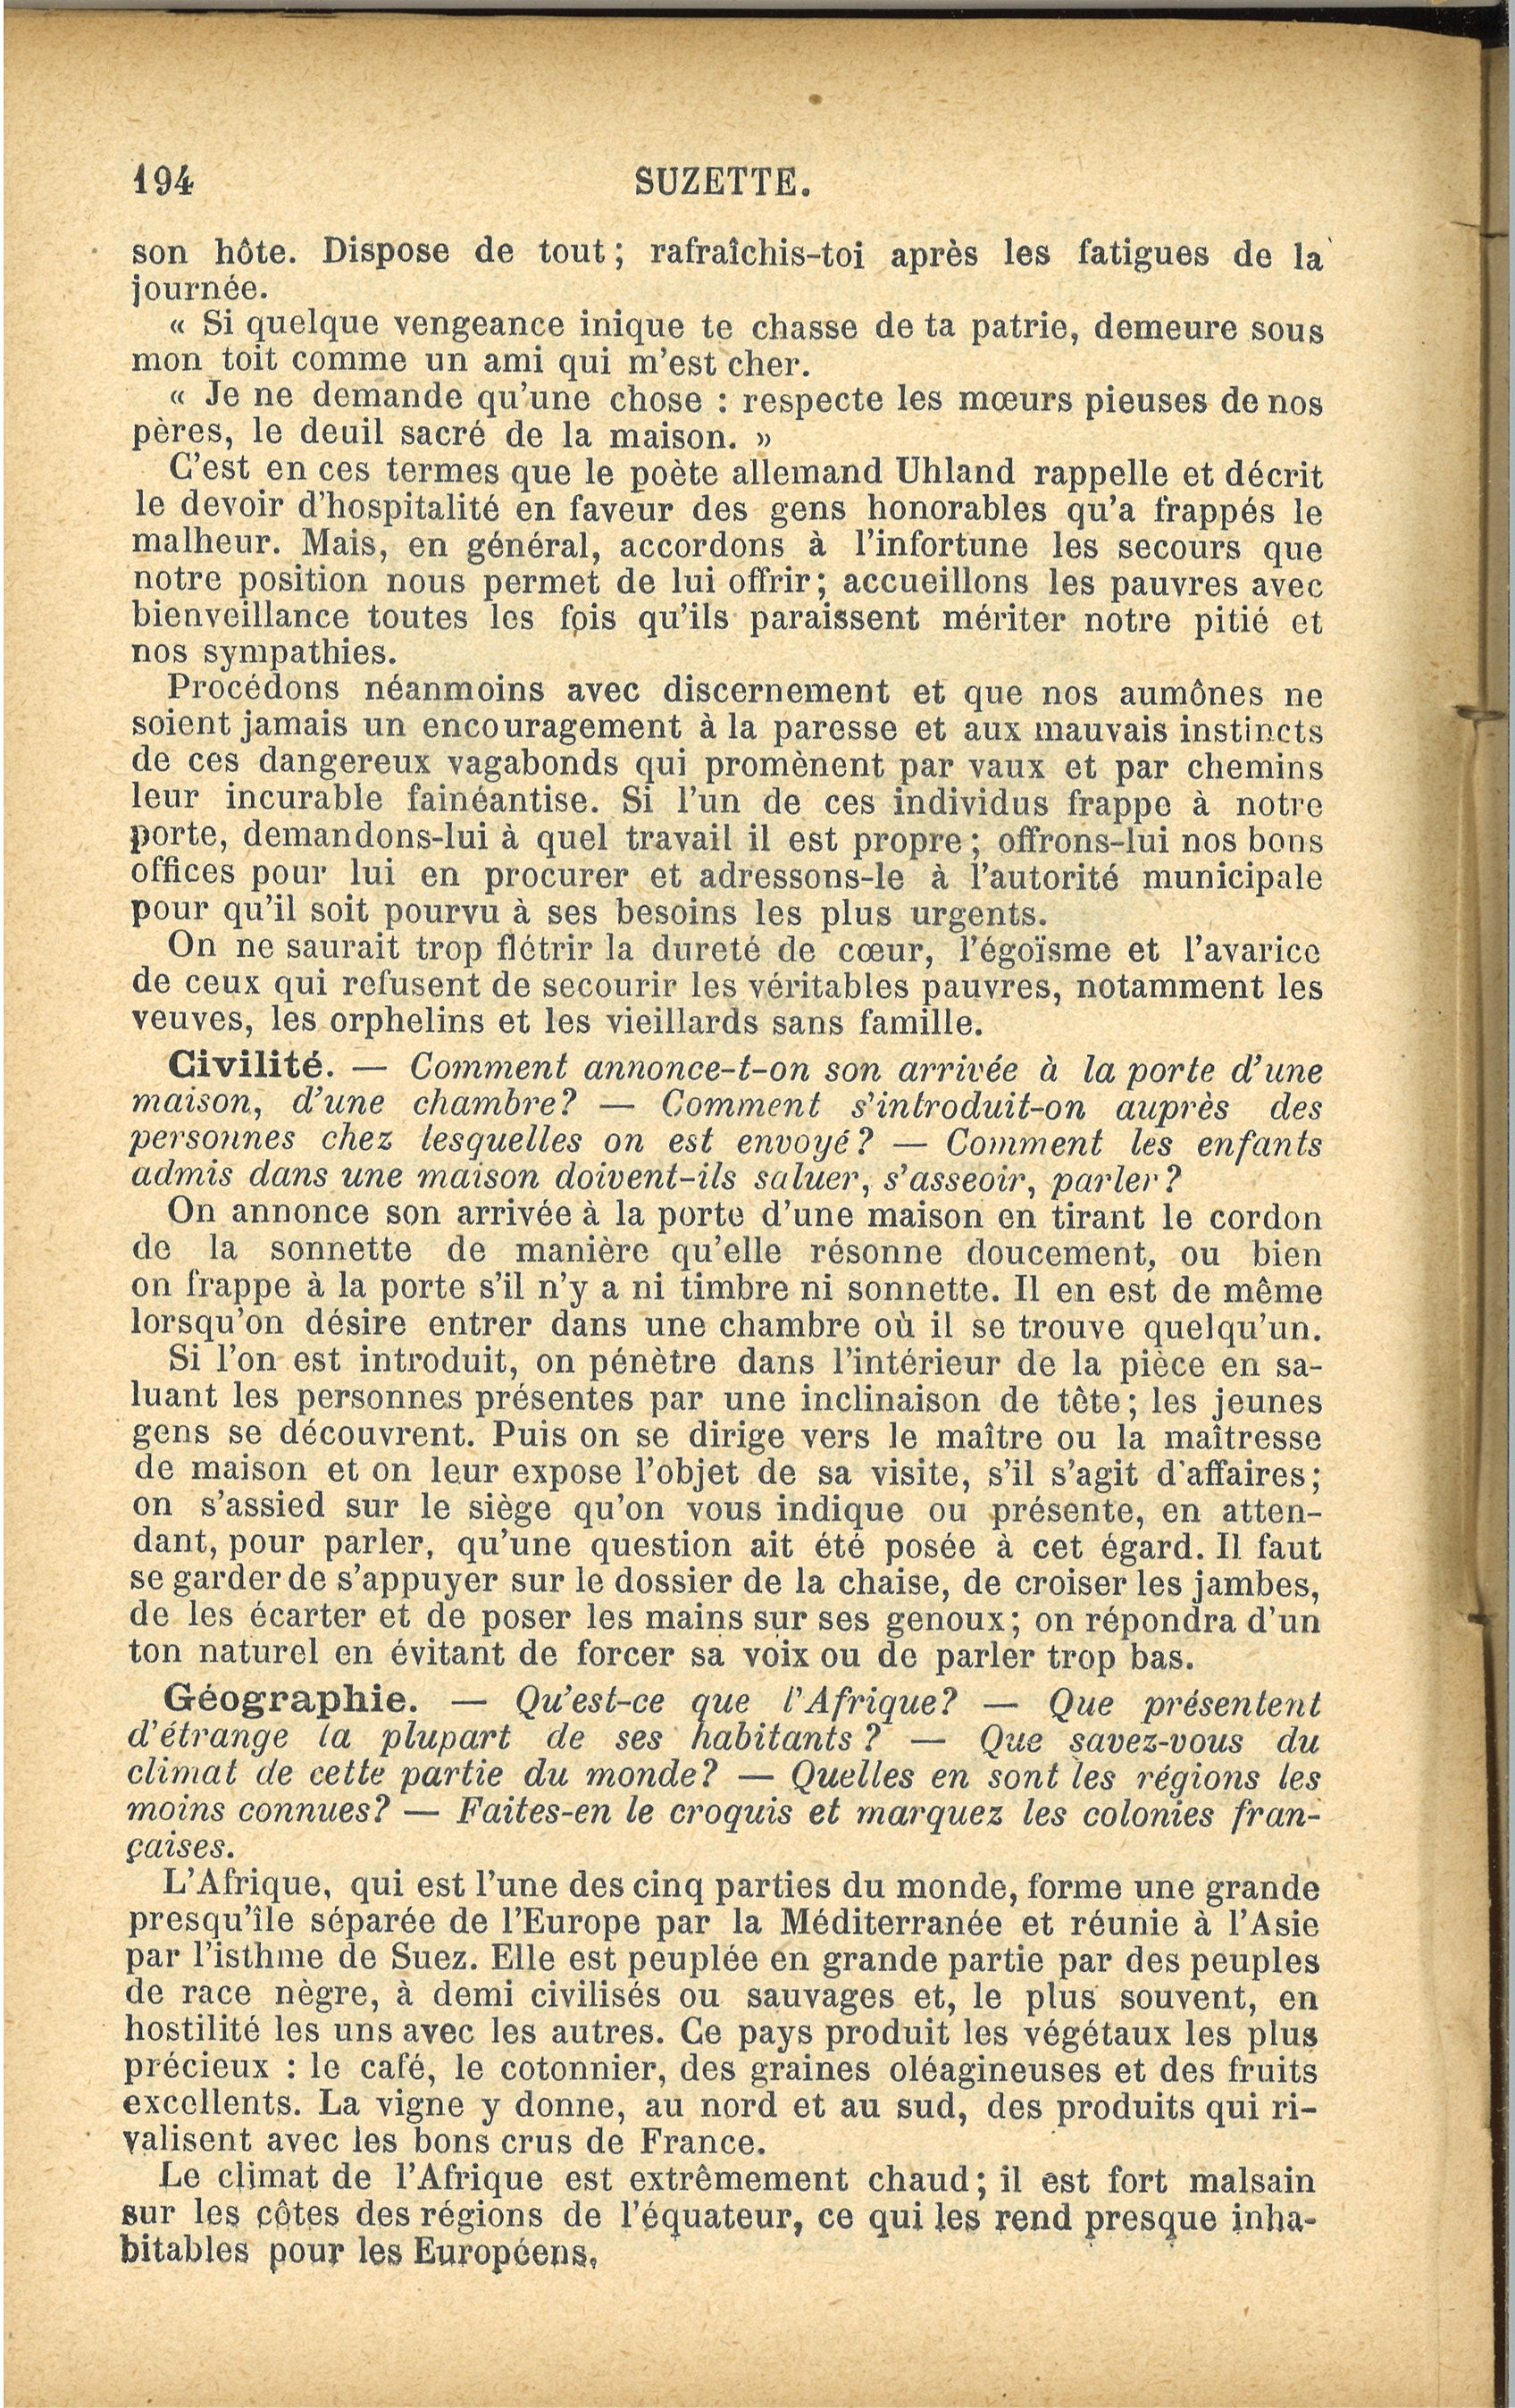 194
SUZETTE.
son hôte. Dispose de tout; rafraîchis-toi après les fatigues de la
journée.
« Si quelque vengeance inique te chasse de ta patrie, demeure sous
mon toit comme un ami qui m'est cher.
« Je ne demande qu'une chose : respecte les mœurs pieuses de nos
pères, le deuil sacré de la maison. »
C'est en ces termes que le poète allemand Uhland rappelle et décrit
le devoir d'hospitalité en faveur des gens honorables qu'a frappés le
malheur. Mais, en général, accordons à l'infortune les secours que
notre position nous permet de lui offrir; accueillons les pauvres avec
bienveillance toutes les fois qu'ils paraissent mériter notre pitié et
nos sympathies.
Procédons néanmoins avec discernement et que nos aumônes ne
soient jamais un encouragement à la paresse et aux mauvais instincts
de ces dangereux vagabonds qui promènent par vaux et par chemins
leur incurable fainéantise. Si l'un de ces individus frappe à notre
porte, demandons-lui à quel travail il est propre; offrons-lui nos bons
offices pour lui en procurer et adressons-le à l'autorité municipale
pour qu'il soit pourvu à ses besoins les plus urgents.
On ne saurait trop flétrir la dureté de cœur, l'égoïsme et l'avarice
de ceux qui refusent de secourir les véritables pauvres, notamment les
veuves, les orphelins et les vieillards sans famille.
Civilité. — Comment annonce-t-on son arrivée à la porte d'une
maison, d'une chambre? — Comment s'introduit-on auprès des
personnes chez lesquelles on est envoyé? — Comment les enfants
admis dans une maison doivent-ils saluer, s'asseoir, parler?
On annonce son arrivée à la porte d'une maison en tirant le cordon
de la sonnette de manière qu'elle résonne doucement, ou bien
on frappe à la porte s'il n'y a ni timbre ni sonnette. Il en est de même
lorsqu'on désire entrer dans une chambre où il se trouve quelqu'un.
Si l'on est introduit, on pénètre dans l'intérieur de la pièce en sa-
luant les personnes présentes par une inclinaison de tête; les jeunes
gens se découvrent. Puis on se dirige vers le maître ou la maîtresse
de maison et on leur expose l'objet de sa visite, s'il s'agit d'affaires;
on s'assied sur le siège qu'on vous indique ou présente, en atten-
dant, pour parler, qu'une question ait été posée à cet égard. Il faut
se garder de s'appuyer sur le dossier de la chaise, de croiser les jambes,
de les écarter et de poser les mains sur ses genoux; on répondra d'un
ton naturel en évitant de forcer sa voix ou de parler trop bas.
Géographie. — Qu'est-ce que l'Afrique? — Que présentent
d'étrange la plupart de ses habitants? — Que savez-vous du
climat de cette partie du monde? — Quelles en sont les régions les
moins connues? — Faites-en le croquis et marquez les colonies fran-
çaises.
L'Afrique, qui est l'une des cinq parties du monde, forme une grande
presqu'île séparée de l'Europe par la Méditerranée et réunie à l'Asie
par l'isthme de Suez. Elle est peuplée en grande partie par des peuples
de race nègre, à demi civilisés ou sauvages et, le plus souvent, en
hostilité les uns avec les autres. Ce pays produit les végétaux les plus
précieux : le café, le cotonnier, des graines oléagineuses et des fruits
excellents. La vigne y donne, au nord et au sud, des produits qui ri-
valisent avec les bons crus de France.
Le climat de l'Afrique est extrêmement chaud; il est fort malsain
sur les côtes des régions de l'équateur, ce qui les rend presque inha-
bitables pour les Européens.